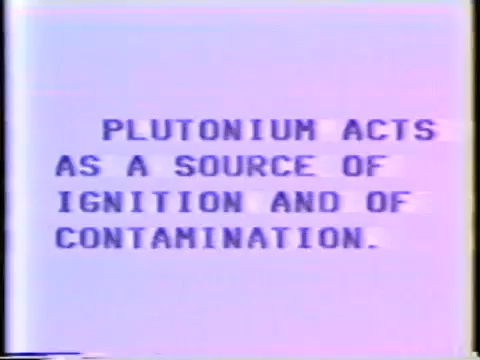 PLUTONIUM ACTS
AS A SOURCE OF
IGNITION AND OF
CONTAMINATION.